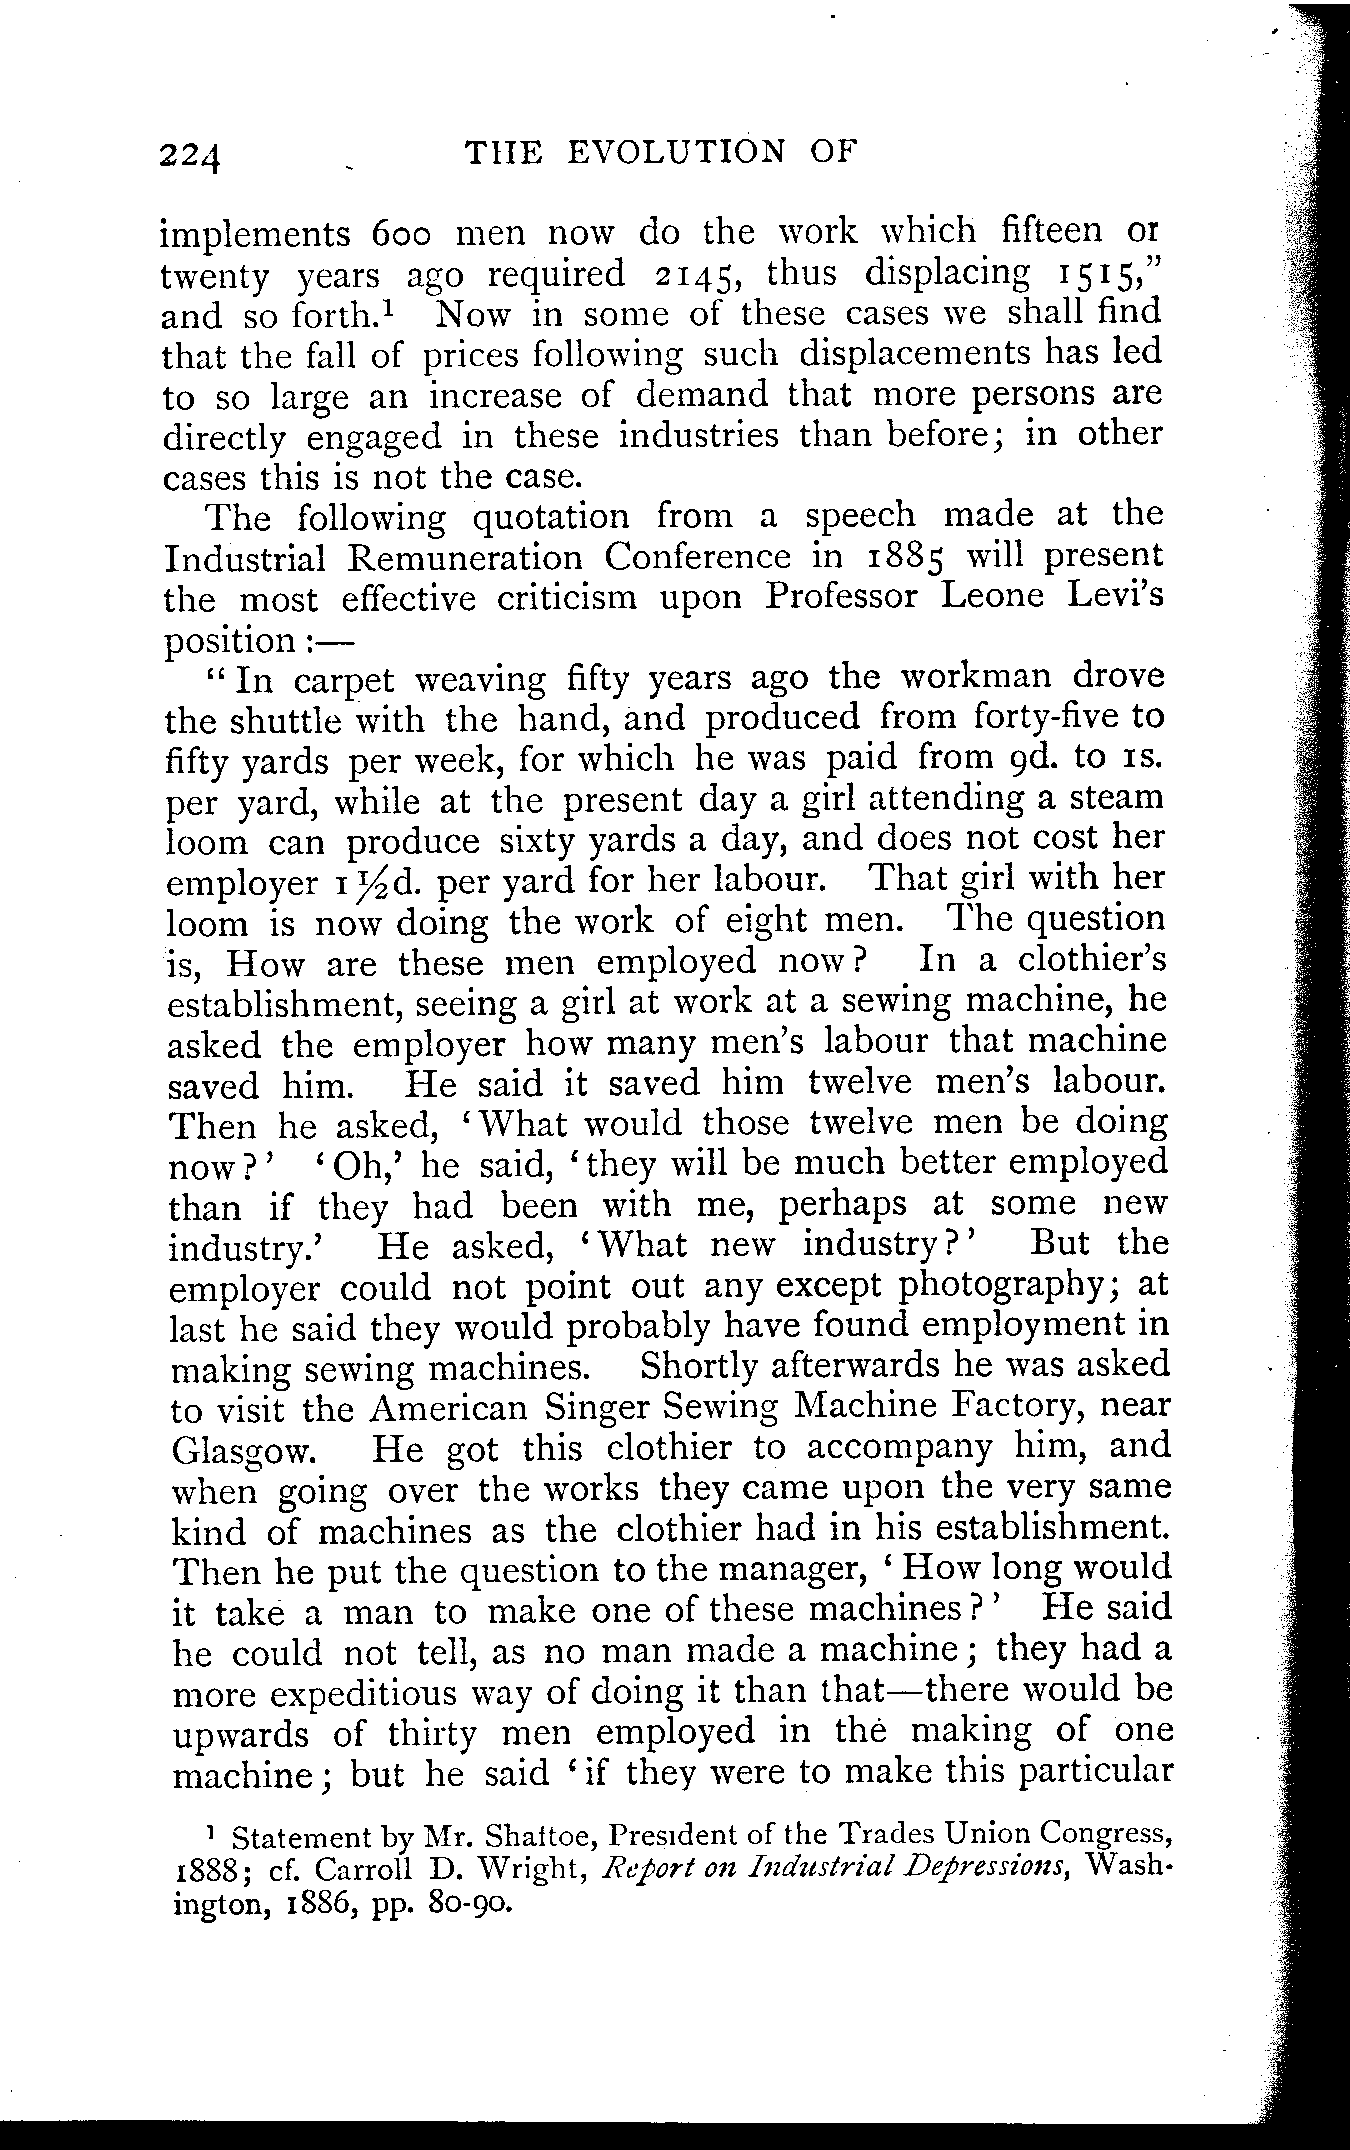 224 THE EVOLUTION OF
implements 600 men now do the work which fifteen or
twenty years ago required 2145, thus displacing 1515,"
and so forth.¹ Now in some of these cases we shall find
that the fall of prices following such displacements has led
to so large an increase of demand that more persons are
directly engaged in these industries than before; in other
cases this is not the case.
The following quotation from a speech made at the
Industrial Remuneration Conference in 1885 will present
the most effective criticism upon Professor Leone Levi's
position :—
"In carpet weaving fifty years ago the workman drove
the shuttle with the hand, and produced from forty-five to
fifty yards per week, for which he was paid from 9d. to 1s.
per yard, while at the present day a girl attending a steam
loom can produce sixty yards a day, and does not cost her
employer 1½d. per yard for her labour. That girl with her
loom is now doing the work of eight men. The question
is, How are these men employed now? In a clothier's
establishment, seeing a girl at work at a sewing machine, he
asked the employer how many men's labour that machine
saved him. He said it saved him twelve men's labour.
Then he asked, 'What would those twelve men be doing
now?' 'Oh,' he said, 'they will be much better employed
than if they had been with me, perhaps at some new
industry.' He asked, 'What new industry?' But the
employer could not point out any except photography; at
last he said they would probably have found employment in
making sewing machines. Shortly afterwards he was asked
to visit the American Singer Sewing Machine Factory, near
Glasgow. He got this clothier to accompany him, and
when going over the works they came upon the very same
kind of machines as the clothier had in his establishment.
Then he put the question to the manager, 'How long would
it take a man to make one of these machines?' He said
he could not tell, as no man made a machine; they had a
more expeditious way of doing it than that—there would be
upwards of thirty men employed in the making of one
machine; but he said 'if they were to make this particular
¹ Statement by Mr. Shaftoe, President of the Trades Union Congress,
1888; cf. Carroll D. Wright, Report on Industrial Depressions, Wash-
ington, 1886, pp. 80-90.